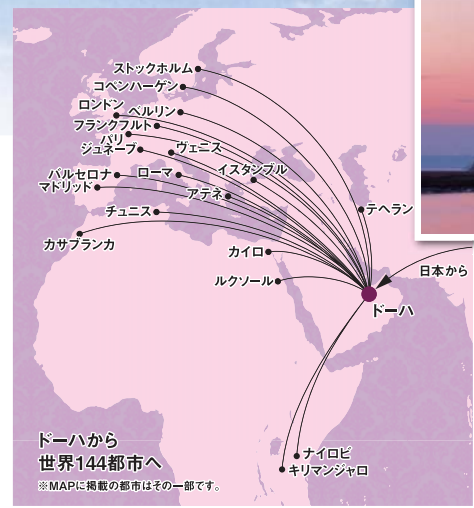 ストックホルム
コペンハーゲン
ロンドン
ベルリン
フランクフルト
パリ
ジュネーブ
ヴェニス
バルセロナ
ローマ
イスタンブル
マドリッド
アテネ
チュニス
テヘラン
カサブランカ
カイロ
日本から
ルクソール
ドーハ
ドーハから
世界144都市へ
ナイロビ
キリマンジャロ
※MAPに掲載の都市はその一部です。